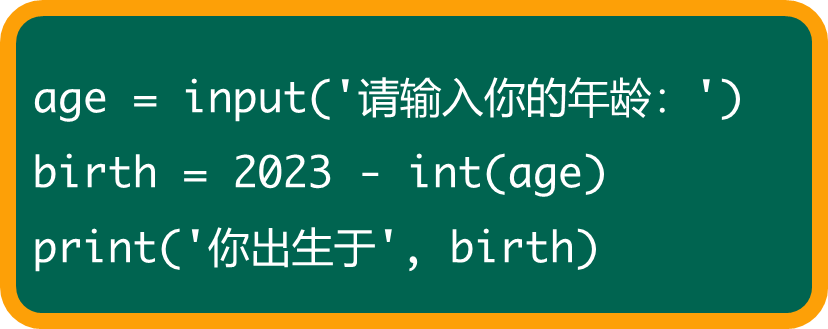 age = input('请输入你的年龄：')
birth = 2023 - int(age)
print('你出生于', birth)